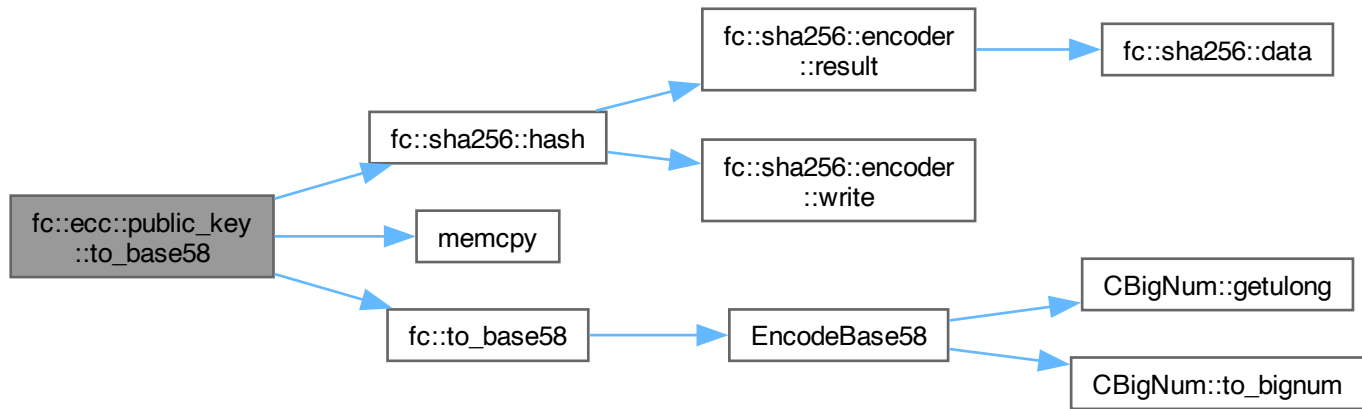 fc::ecc::public_key
::to_base58
fc::sha256::hash
memcpy
fc::to_base58
fc::sha256::encoder
::result
fc::sha256::encoder
::write
EncodeBase58
fc::sha256::data
CBigNum::getulong
CBigNum::to_bignum